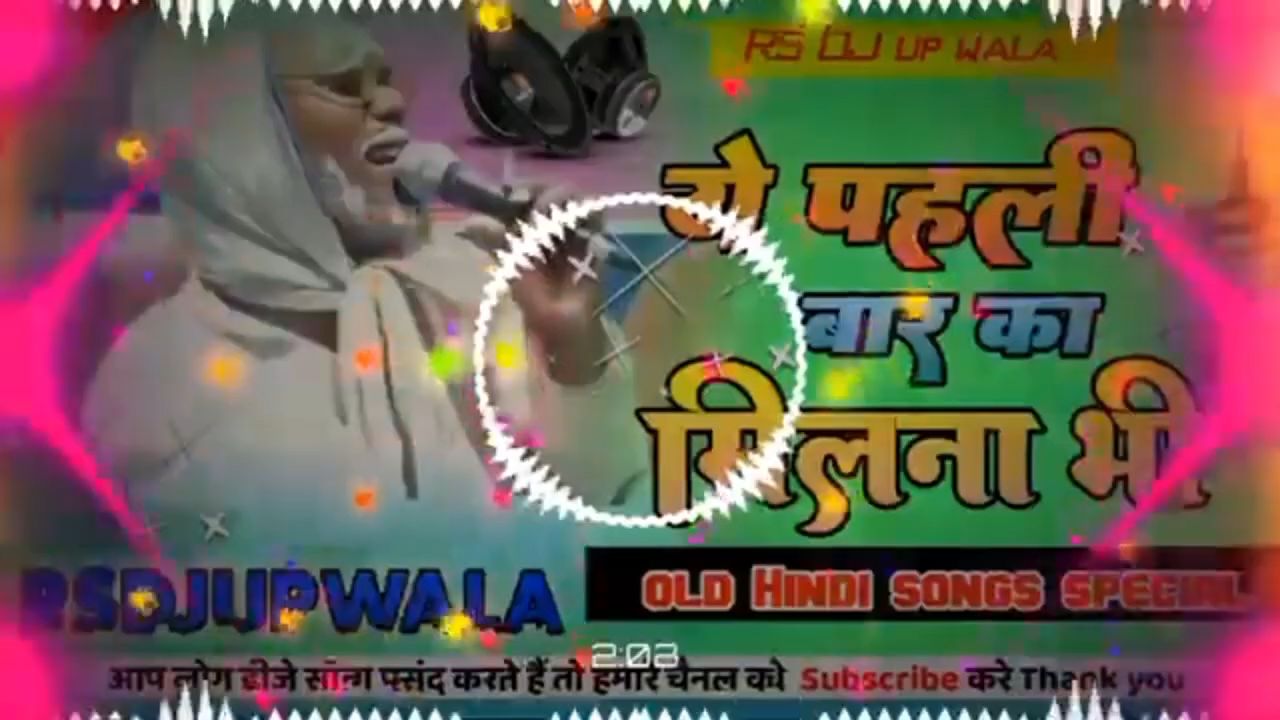 RS DJ UP WALA
ये पहली
बार का
मिलना भी
RSDJUPWALA
OLD HINDI SONGS SPECIAL
2:03
आप लोग डीजे सांग पसंद करते हैं तो हमारे चैनल को Subscribe करे Thank you